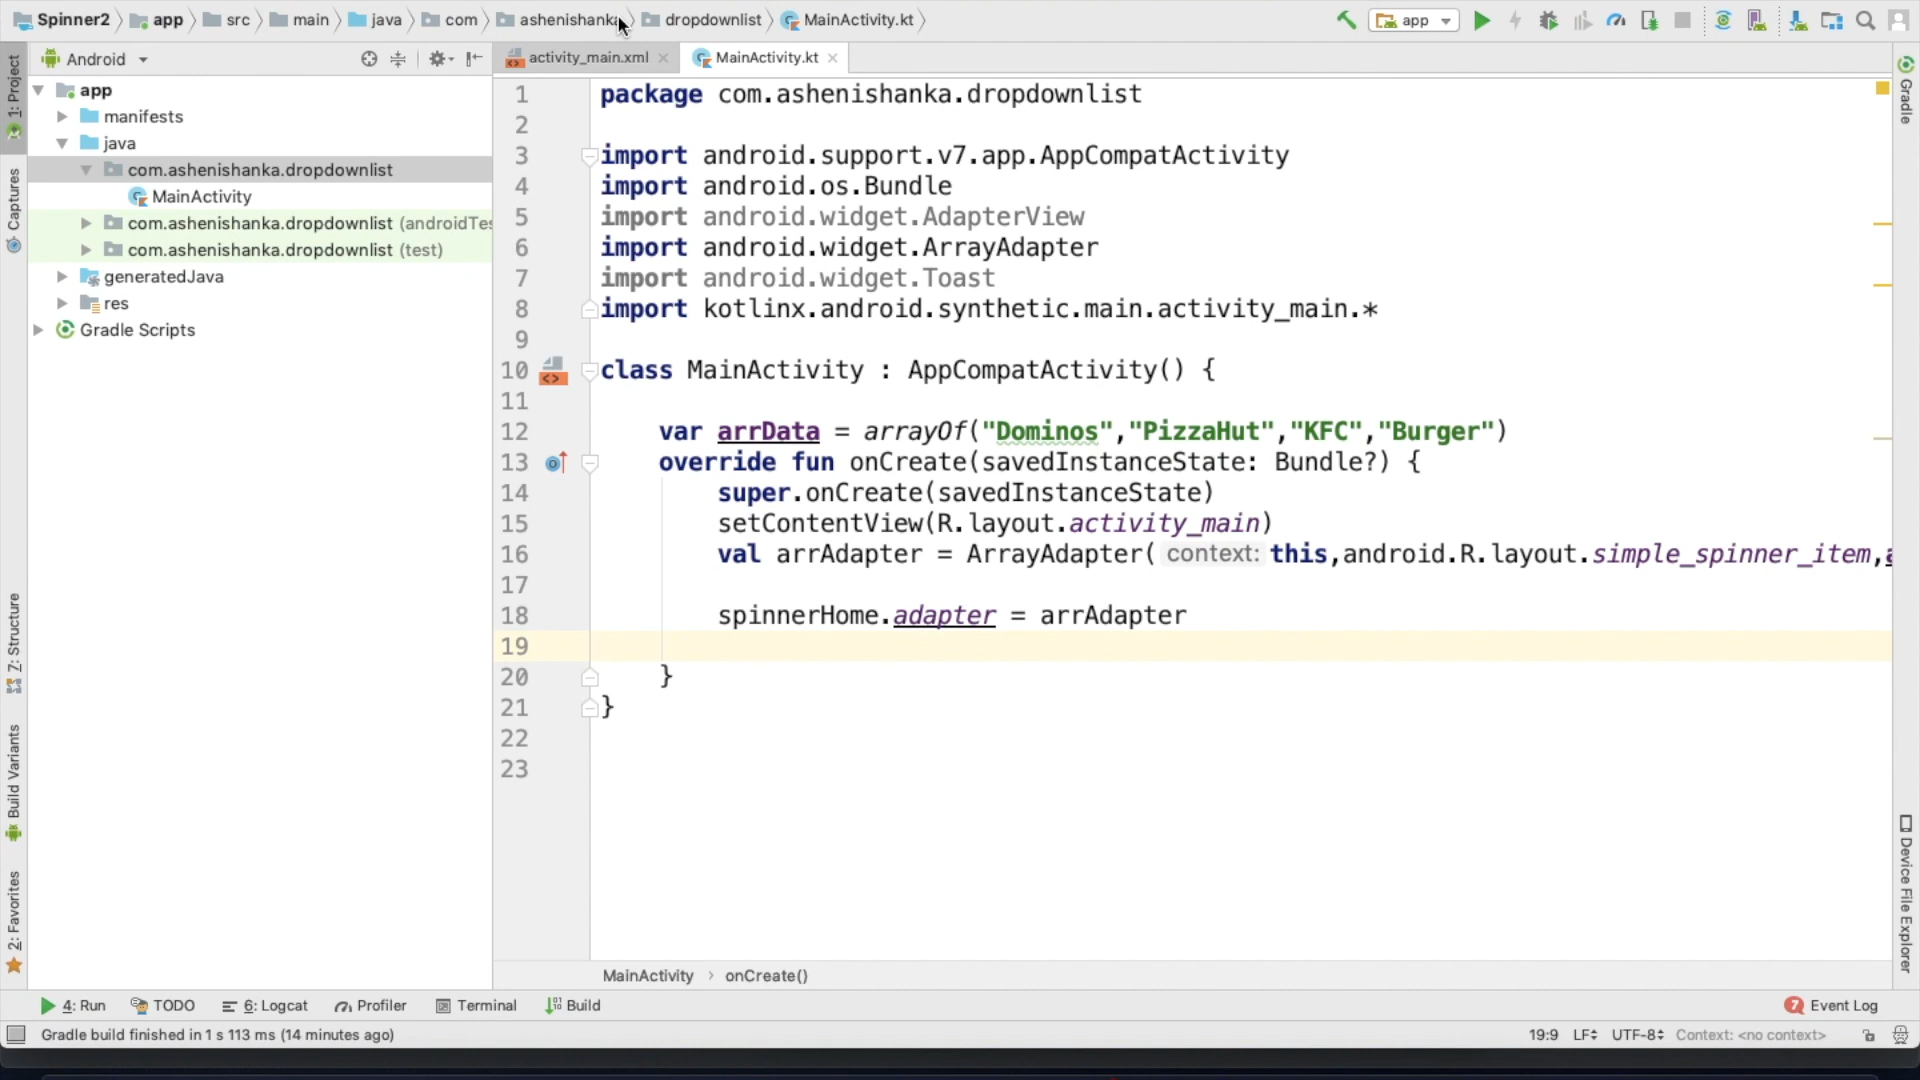 Spinner2 app src main java com ashenishanka dropdownlist MainActivity.kt
app
Android
activity_main.xml MainActivity.kt
1: Project
Captures
7: Structure
Build Variants
2: Favorites
app
manifests
java
com.ashenishanka.dropdownlist
MainActivity
com.ashenishanka.dropdownlist (androidTes
com.ashenishanka.dropdownlist (test)
generatedJava
res
Gradle Scripts
1 package com.ashenishanka.dropdownlist
2
3 import android.support.v7.app.AppCompatActivity
4 import android.os.Bundle
5 import android.widget.AdapterView
6 import android.widget.ArrayAdapter
7 import android.widget.Toast
8 import kotlinx.android.synthetic.main.activity_main.*
9
10 class MainActivity : AppCompatActivity() {
11
12 var arrData = arrayOf("Dominos","PizzaHut","KFC","Burger")
13 override fun onCreate(savedInstanceState: Bundle?) {
14 super.onCreate(savedInstanceState)
15 setContentView(R.layout.activity_main)
16 val arrAdapter = ArrayAdapter( context: this,android.R.layout.simple_spinner_item,
17
18 spinnerHome.adapter = arrAdapter
19
20 }
21 }
22
23
Gradle
Device File Explorer
MainActivity › onCreate()
4: Run TODO 6: Logcat Profiler Terminal Build 7 Event Log
Gradle build finished in 1 s 113 ms (14 minutes ago) 19:9 LF UTF-8 Context: <no context>